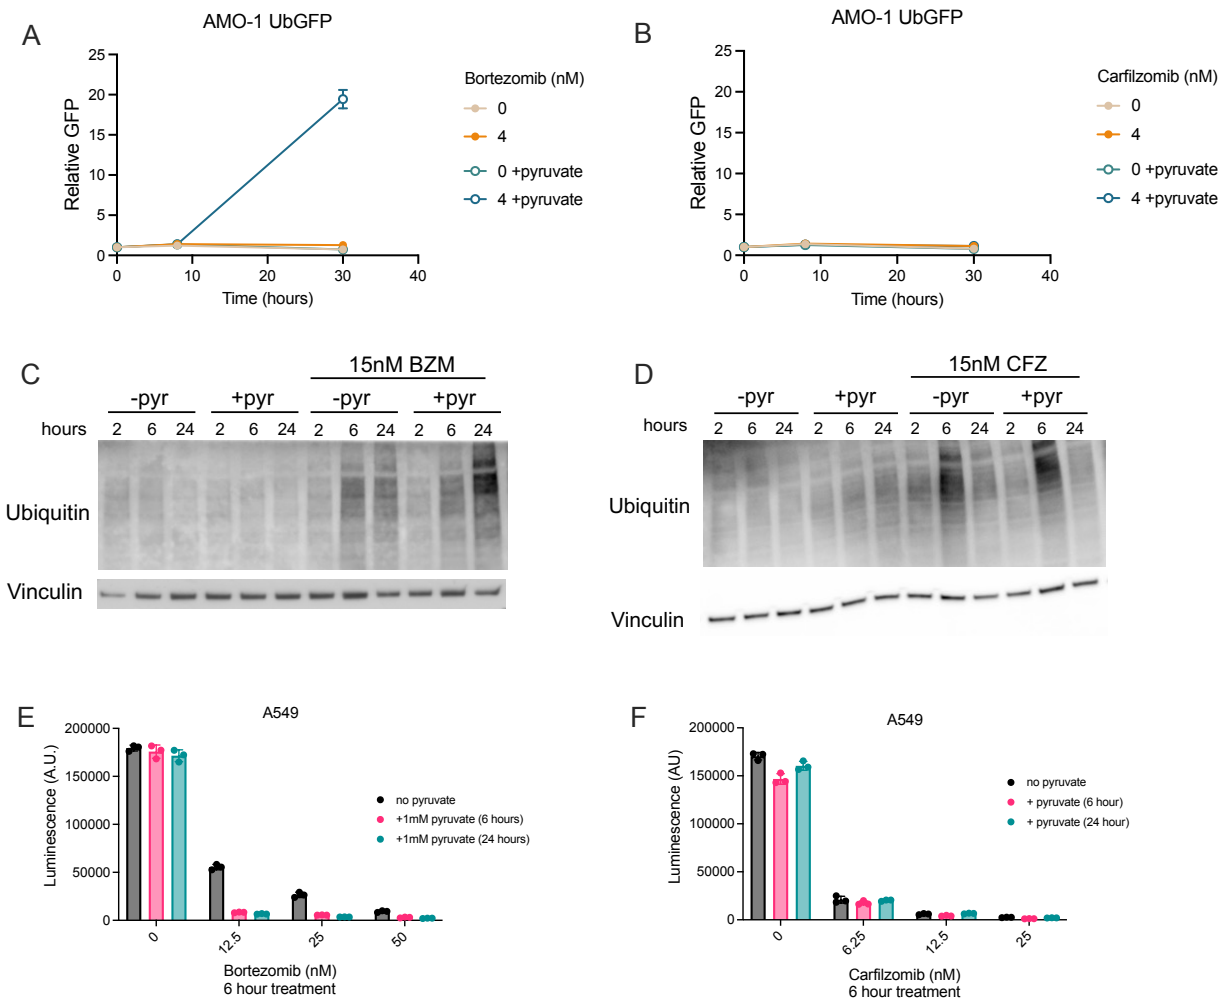 A
AMO-1 UbGFP
25
20
15
10
5
0
Relative GFP
0 10 20 30 40
Time (hours)
Bortezomib (nM)
0
4
0 +pyruvate
4 +pyruvate
B
AMO-1 UbGFP
25
20
15
10
5
0
Relative GFP
0 10 20 30 40
Time (hours)
Carfilzomib (nM)
0
4
0 +pyruvate
4 +pyruvate
C
15nM BZM
-pyr +pyr -pyr +pyr
hours 2 6 24 2 6 24 2 6 24 2 6 24
Ubiquitin
Vinculin
D
15nM CFZ
-pyr +pyr -pyr +pyr
hours 2 6 24 2 6 24 2 6 24 2 6 24
Ubiquitin
Vinculin
E
A549
200000
150000
100000
50000
0
Luminescence (A.U.)
0 12.5 25 50
Bortezomib (nM)
6 hour treatment
no pyruvate
+1mM pyruvate (6 hours)
+1mM pyruvate (24 hours)
F
A549
200000
150000
100000
50000
0
Luminescence (AU)
0 6.25 12.5 25
Carfilzomib (nM)
6 hour treatment
no pyruvate
+ pyruvate (6 hour)
+ pyruvate (24 hour)